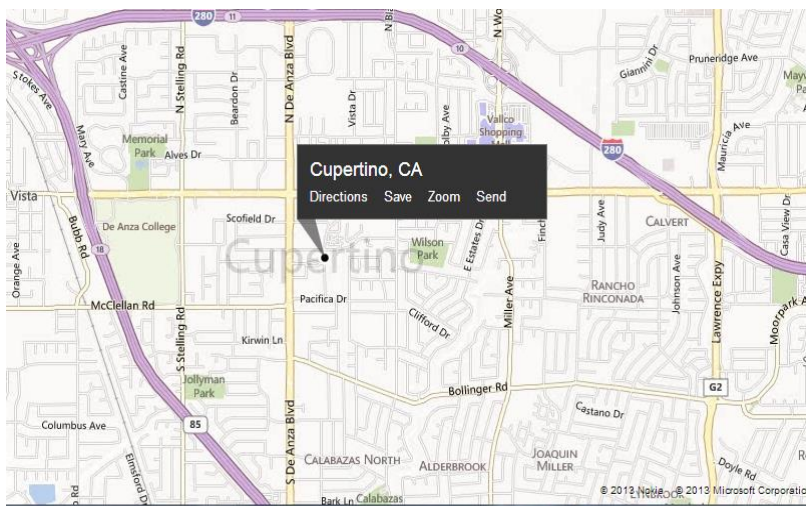 280
11
N Bla
N Wo
10
Giannini Dr
Pruneridge Ave
Stokes Ave
Castine Ave
N Stelling Rd
Beardon Dr
N De Anza Blvd
Vista Dr
Vallco
Shopping
Mary Ave
Memorial
Park
Alves Dr
280
Mauricia Ave
Cupertino, CA
Directions Save Zoom Send
Vista
Bubb Rd
De Anza College
Scofield Dr
Cupertino
Wilson
Park
E Estates Dr
Finch
Judy Ave
CALVERT
Casa View Dr
Orange Ave
18
McClellan Rd
Pacifica Dr
Clifford Dr
Miller Ave
RANCHO
RINCONADA
Johnson Ave
Lawrence Expy
Moorpark A
S Stelling Rd
Kirwin Ln
Jollyman
Park
Bollinger Rd
G2
85
Columbus Ave
S De Anza Blvd
Castano Dr
Elmsford Dr
CALABAZAS NORTH
ALDERBROOK
JOAQUIN
MILLER
Doyle Rd
Bark Ln
Calabazas
© 2013 Nokia © 2013 Microsoft Corporatio